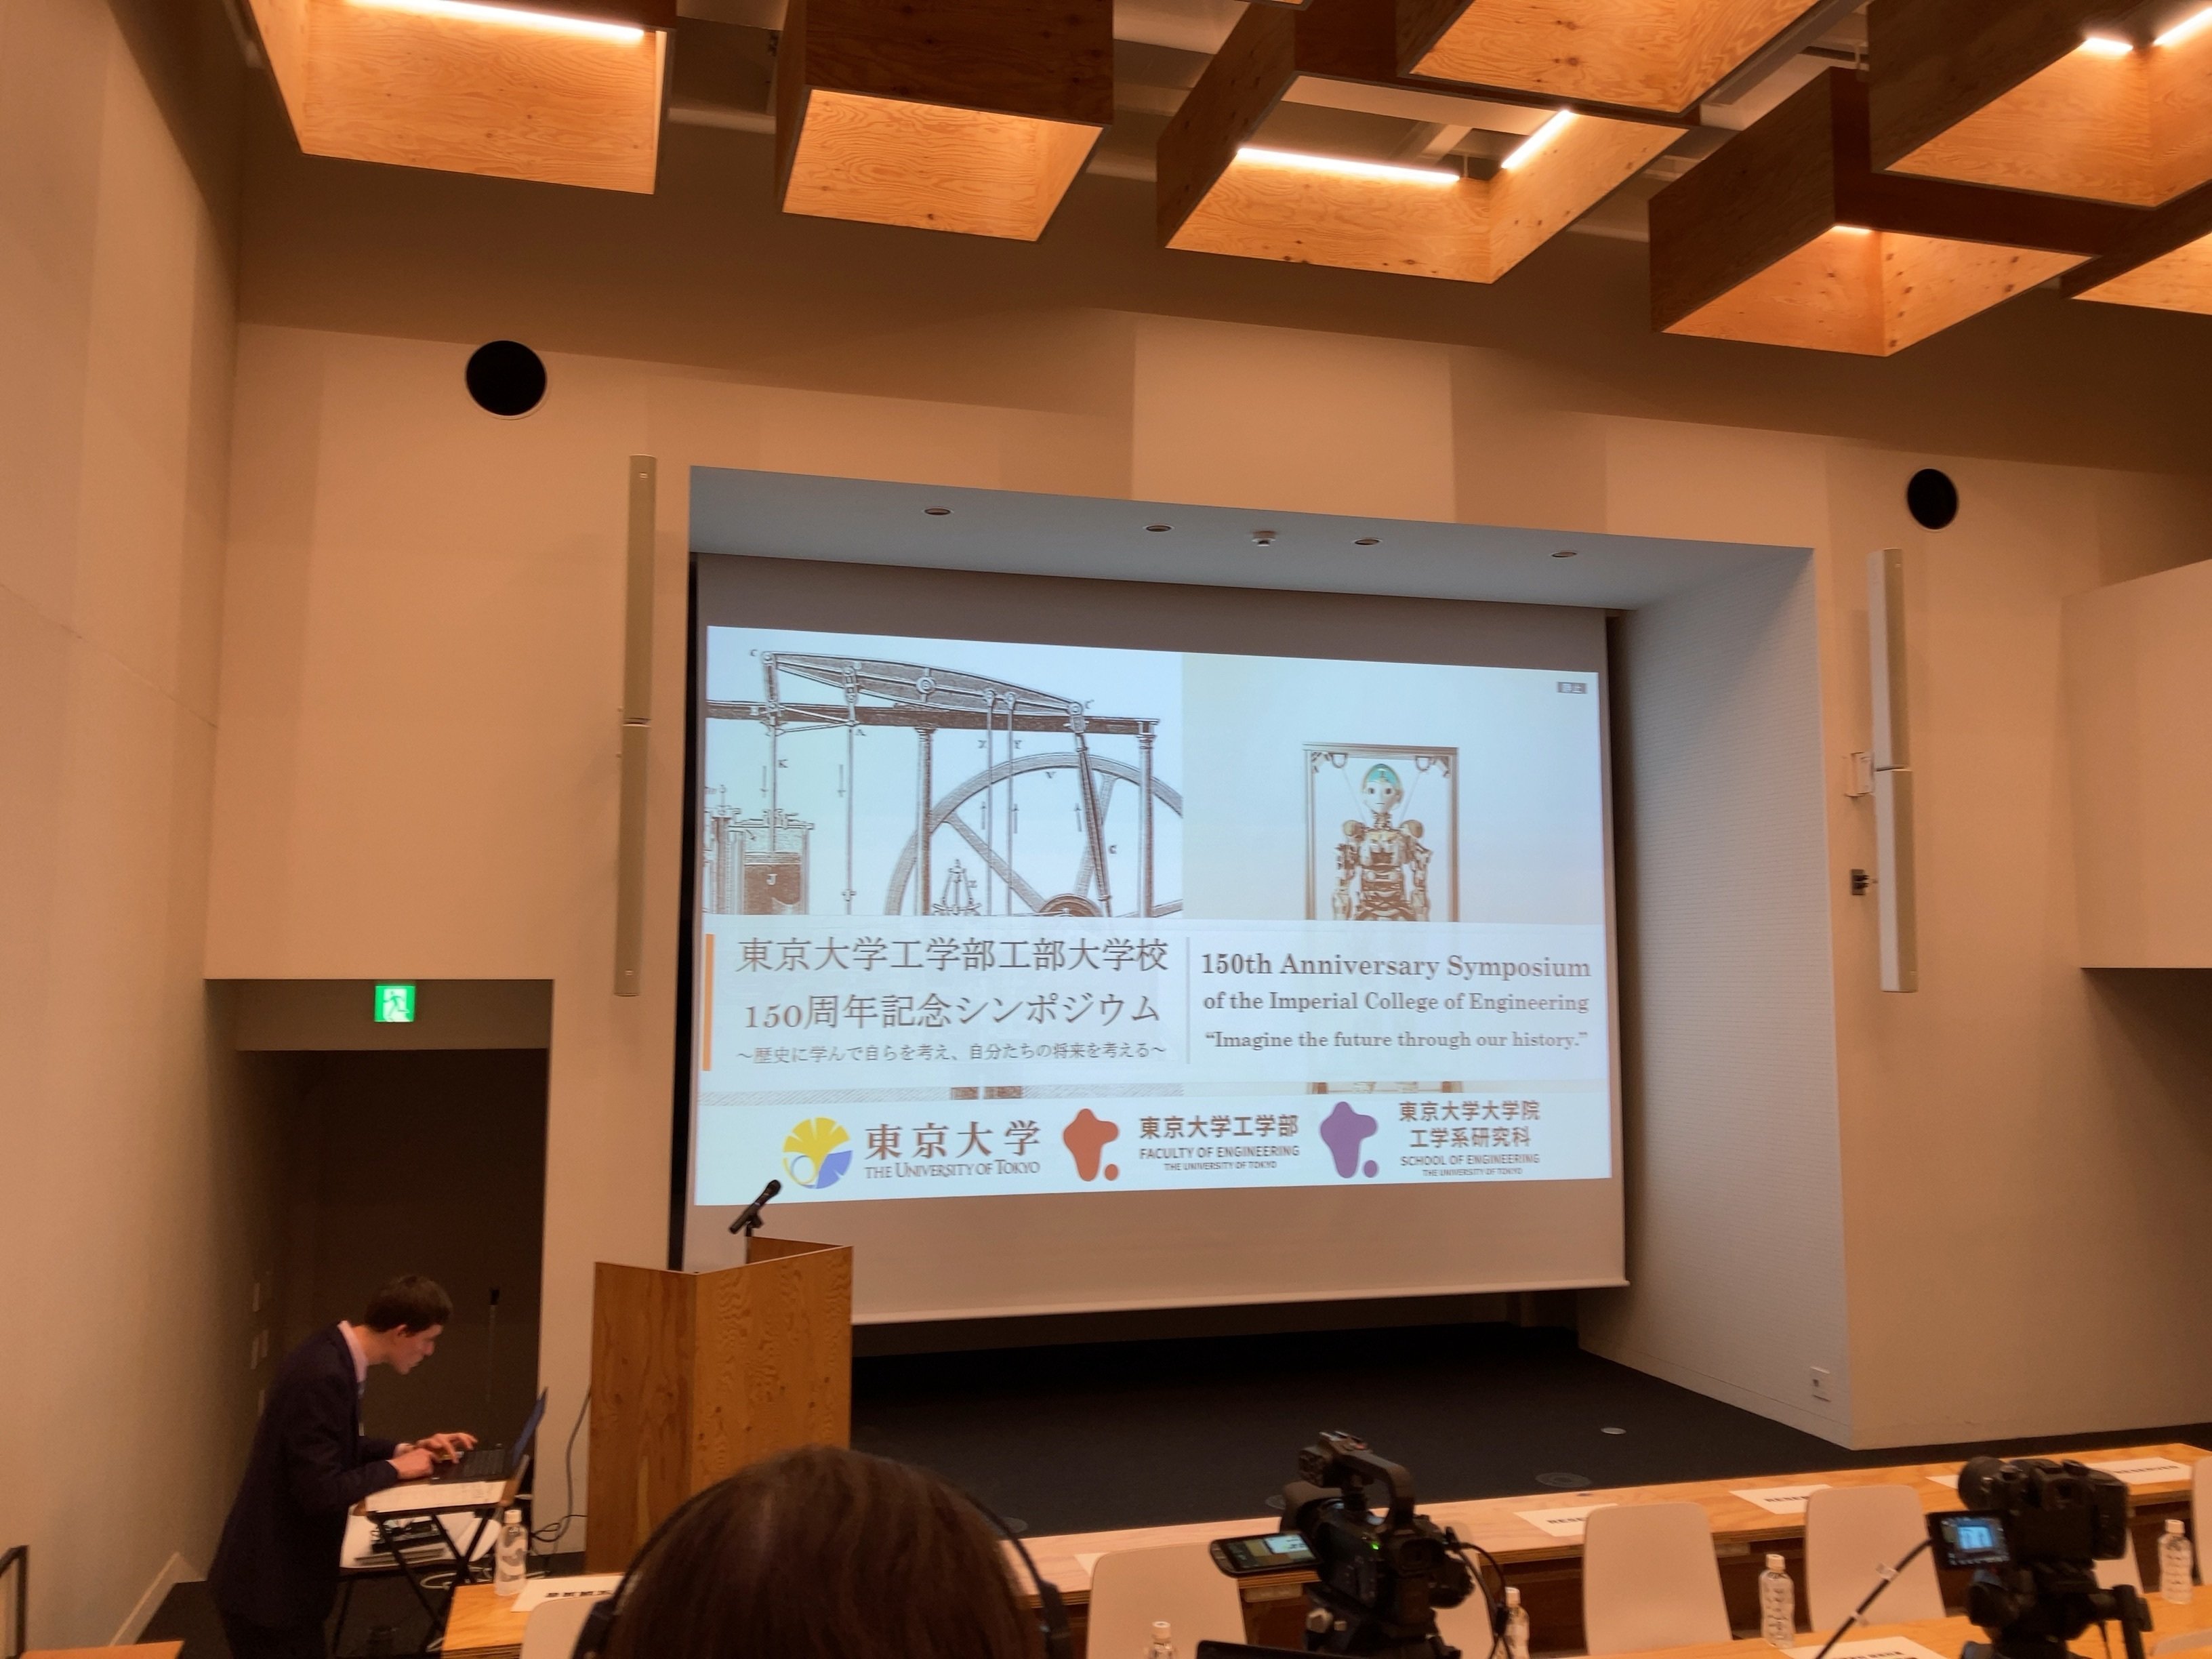 静止
東京大学工学部工部大学校
150周年記念シンポジウム
～歴史に学んで自らを考え、自分たちの将来を考える～
150th Anniversary Symposium
of the Imperial College of Engineering
“Imagine the future through our history.”
東京大学
THE UNIVERSITY OF TOKYO
東京大学工学部
FACULTY OF ENGINEERING
THE UNIVERSITY OF TOKYO
東京大学大学院
工学系研究科
SCHOOL OF ENGINEERING
THE UNIVERSITY OF TOKYO